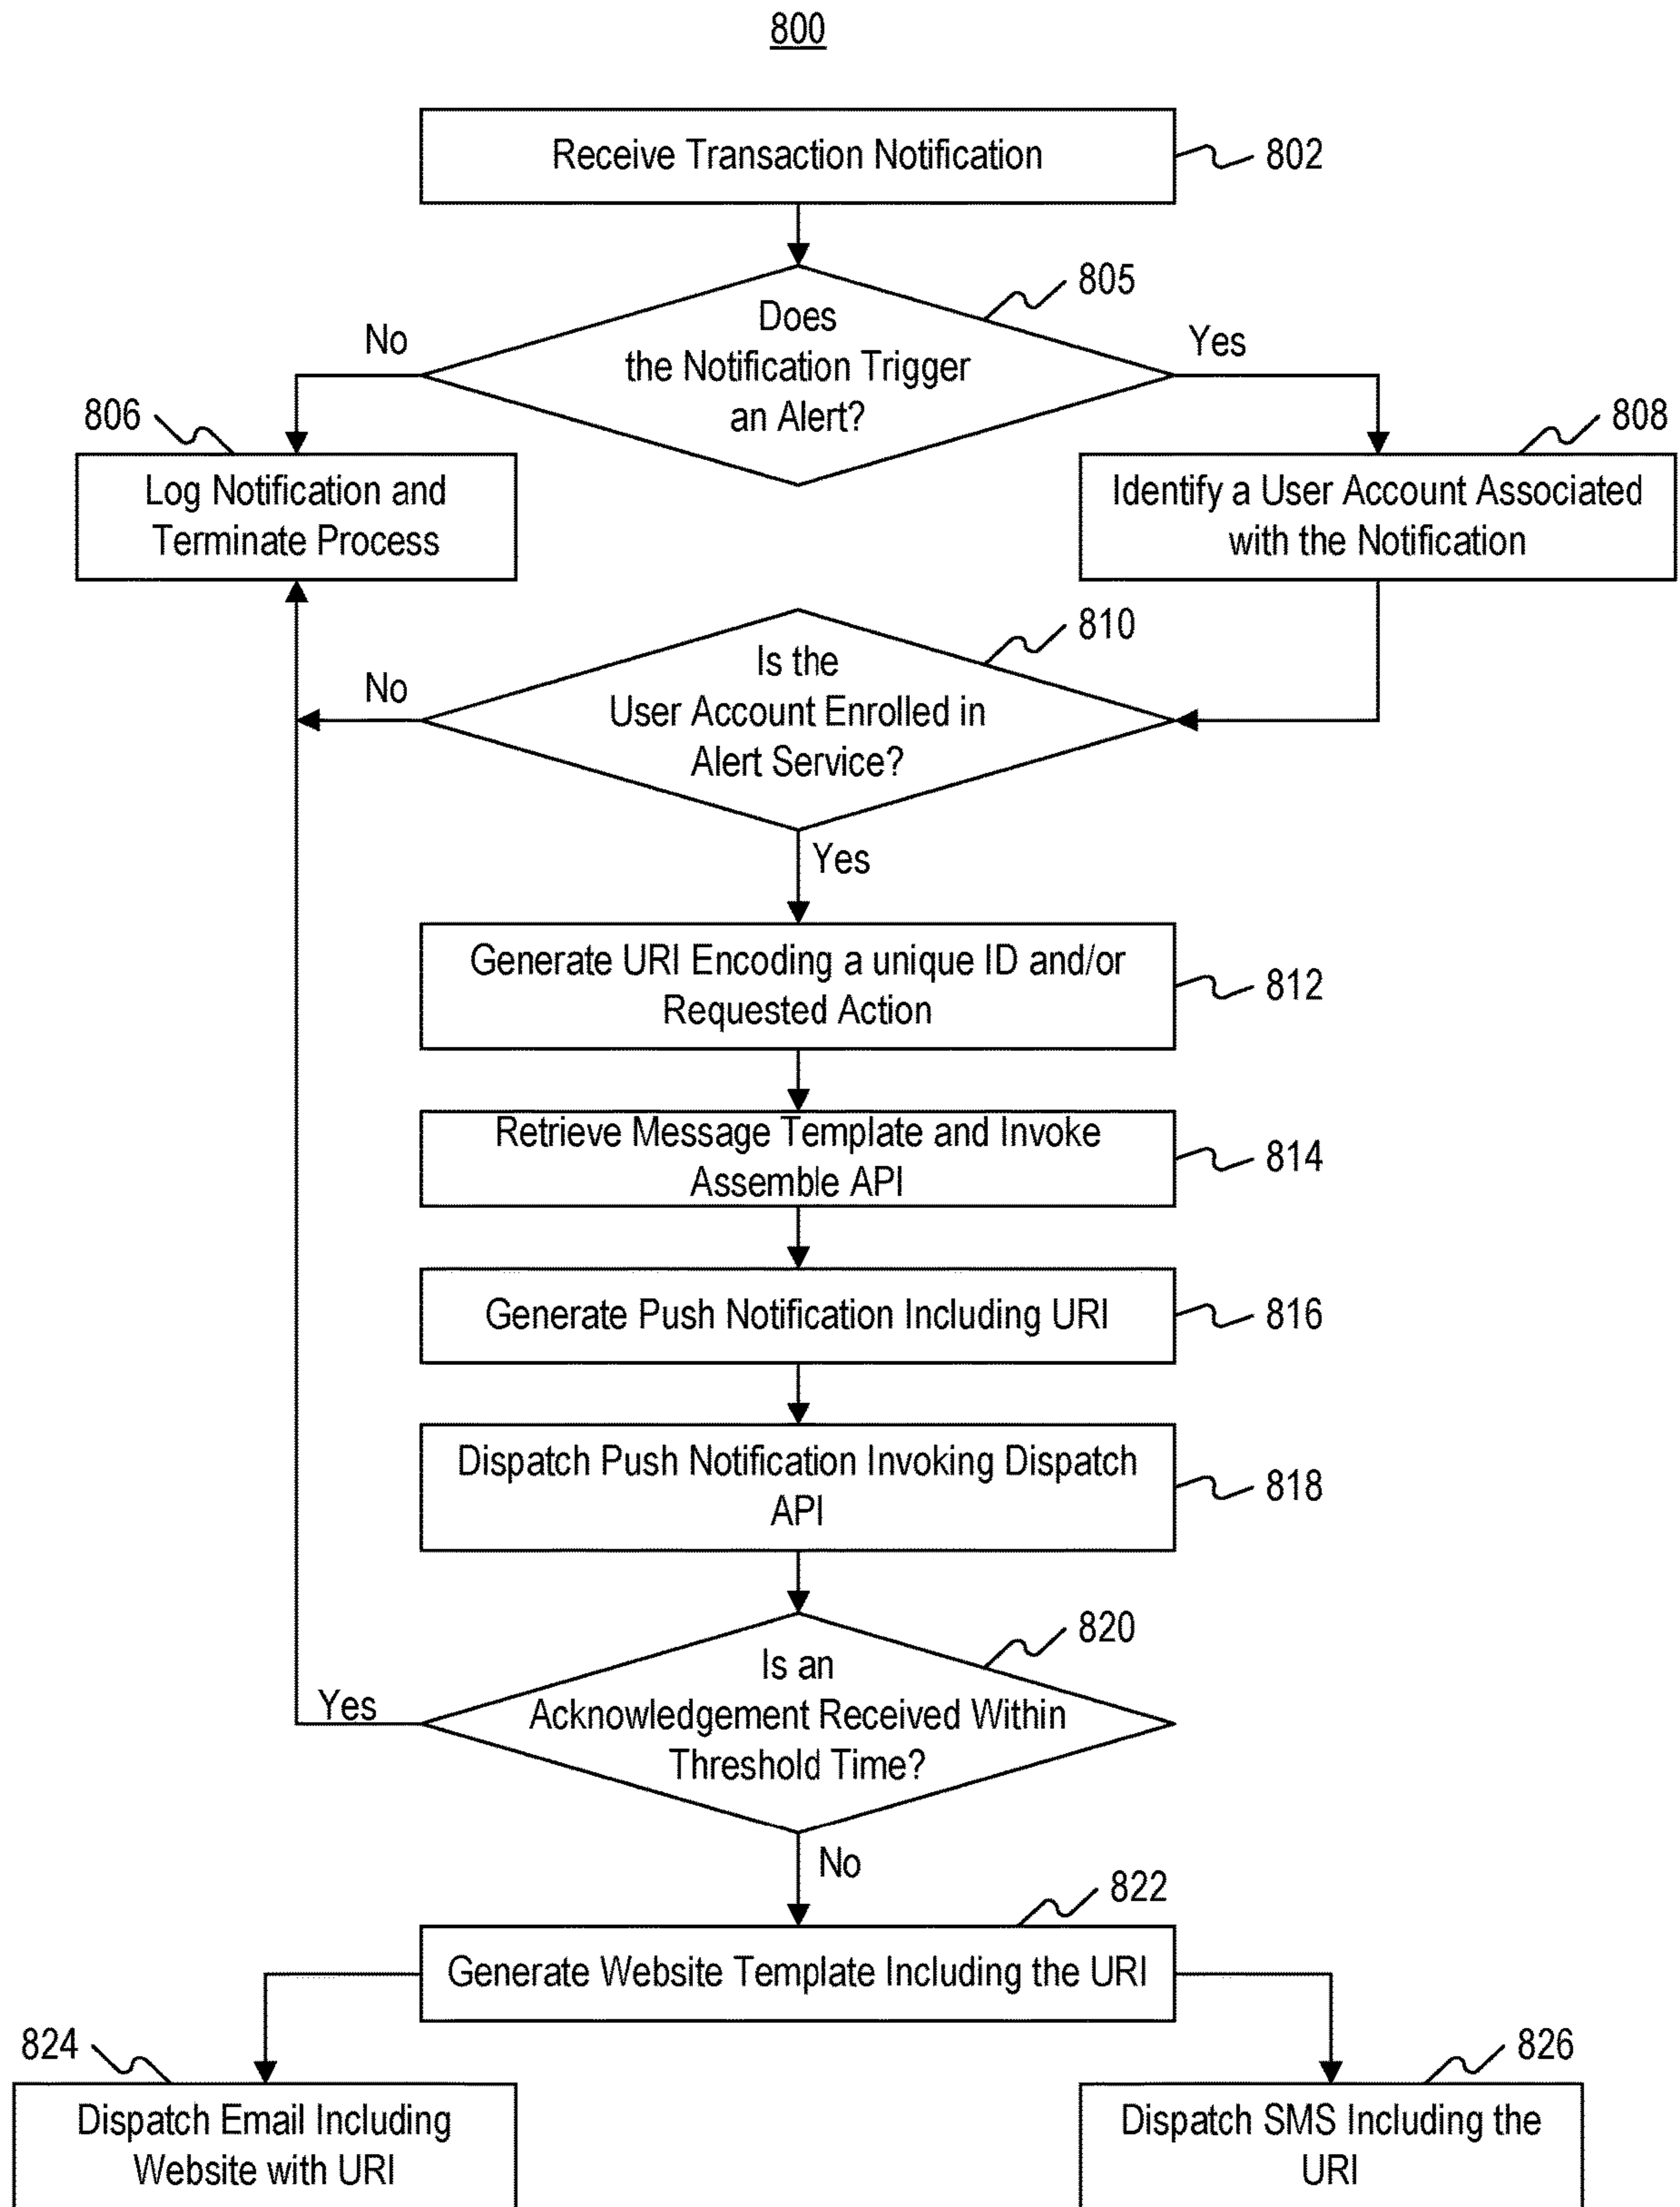 800
Receive Transaction Notification
802
805
Does
the Notification Trigger
an Alert?
No
Yes
806
808
Log Notification and
Terminate Process
Identify a User Account Associated
with the Notification
810
Is the
User Account Enrolled in
Alert Service?
No
Yes
Generate URI Encoding a unique ID and/or
Requested Action
812
Retrieve Message Template and Invoke
Assemble API
814
Generate Push Notification Including URI
816
Dispatch Push Notification Invoking Dispatch
API
818
820
Is an
Acknowledgement Received Within
Threshold Time?
Yes
No
822
Generate Website Template Including the URI
824
826
Dispatch Email Including
Website with URI
Dispatch SMS Including the
URI